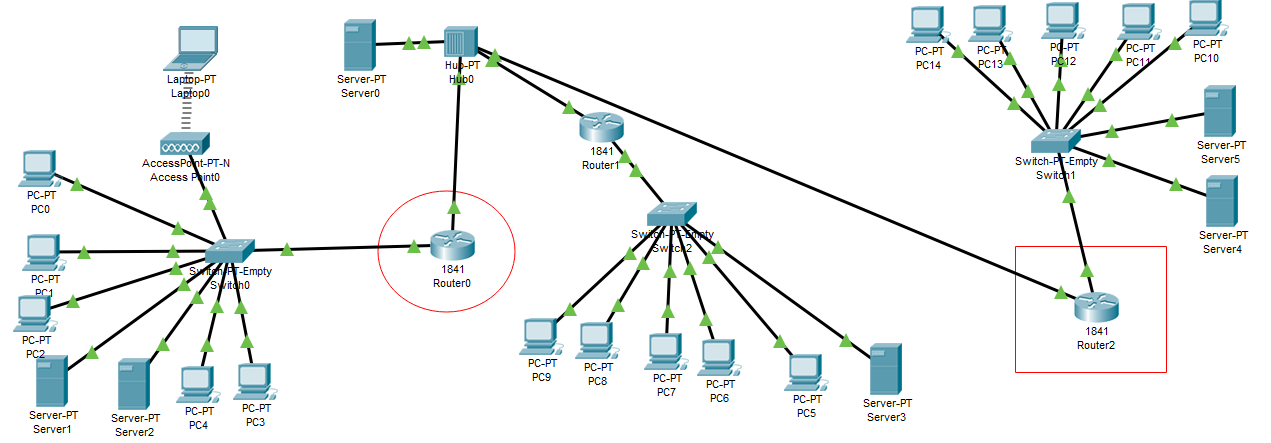 Laptop-PT
Laptop0
AccessPoint-PT-N
Access Point0
PC-PT
PC0
PC-PT
PC1
PC-PT
PC2
Switch-PT-Empty
Switch0
Server-PT
Server1
Server-PT
Server2
PC-PT
PC4
PC-PT
PC3
Server-PT
Server0
Hub-PT
Hub0
1841
Router0
1841
Router1
Switch-PT-Empty
Switch2
PC-PT
PC9
PC-PT
PC8
PC-PT
PC7
PC-PT
PC6
PC-PT
PC5
Server-PT
Server3
PC-PT
PC14
PC-PT
PC13
PC-PT
PC12
PC-PT
PC11
PC-PT
PC10
Switch-PT-Empty
Switch1
Server-PT
Server5
Server-PT
Server4
1841
Router2